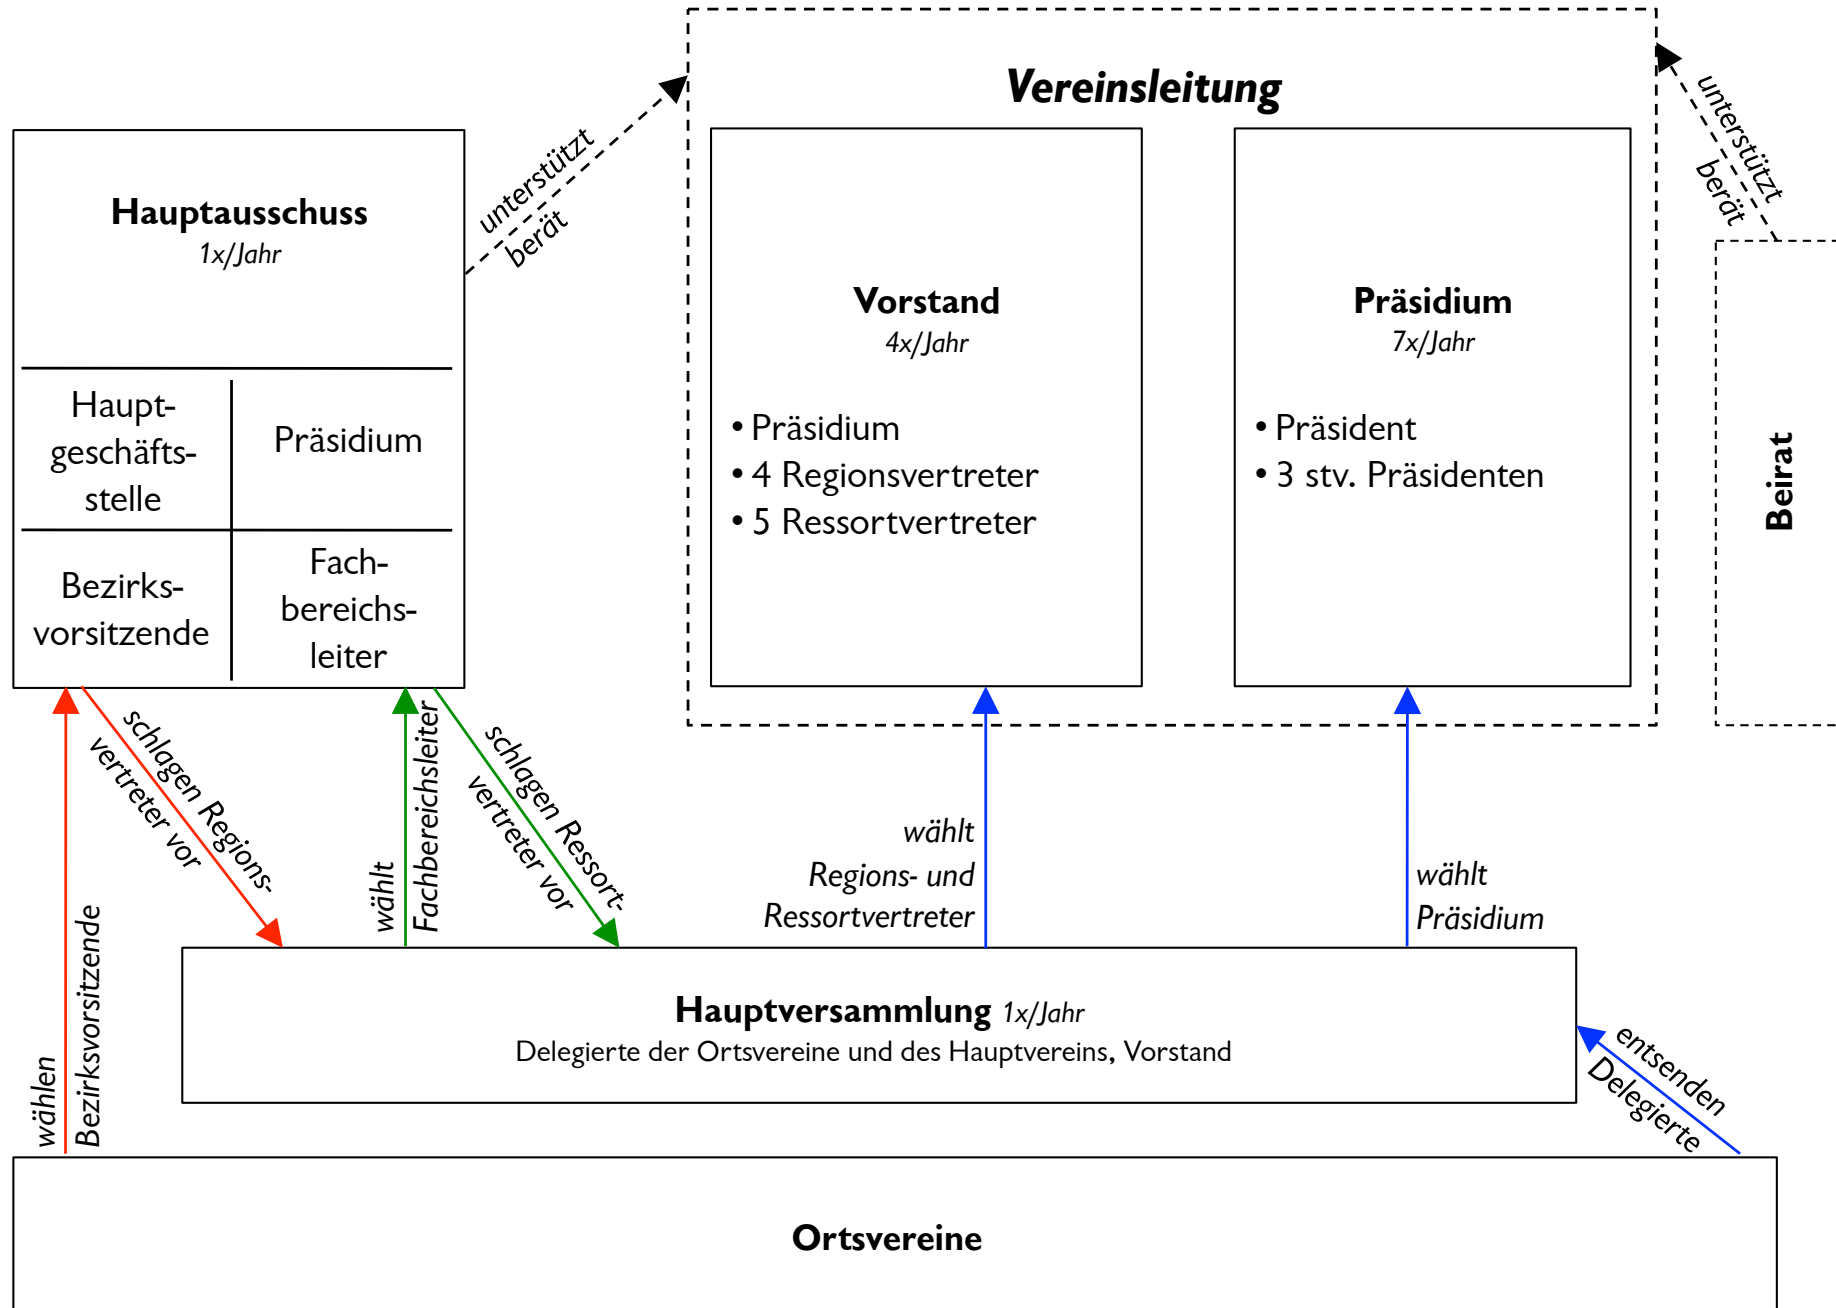 Vereinsleitung
unterstützt
berät
unterstützt
berät
Hauptausschuss
1x/Jahr
Haupt-
geschäfts-
stelle
Präsidium
Bezirks-
vorsitzende
Fach-
bereichs-
leiter
Vorstand
4x/Jahr
• Präsidium
• 4 Regionsvertreter
• 5 Ressortvertreter
Präsidium
7x/Jahr
• Präsident
• 3 stv. Präsidenten
Beirat
wählen
Bezirksvorsitzende
schlagen Regions-
vertreter vor
wählt
Fachbereichsleiter
schlagen Ressort-
vertreter vor
wählt
Regions- und
Ressortvertreter
wählt
Präsidium
Hauptversammlung 1x/Jahr
Delegierte der Ortsvereine und des Hauptvereins, Vorstand
entsenden
Delegierte
Ortsvereine